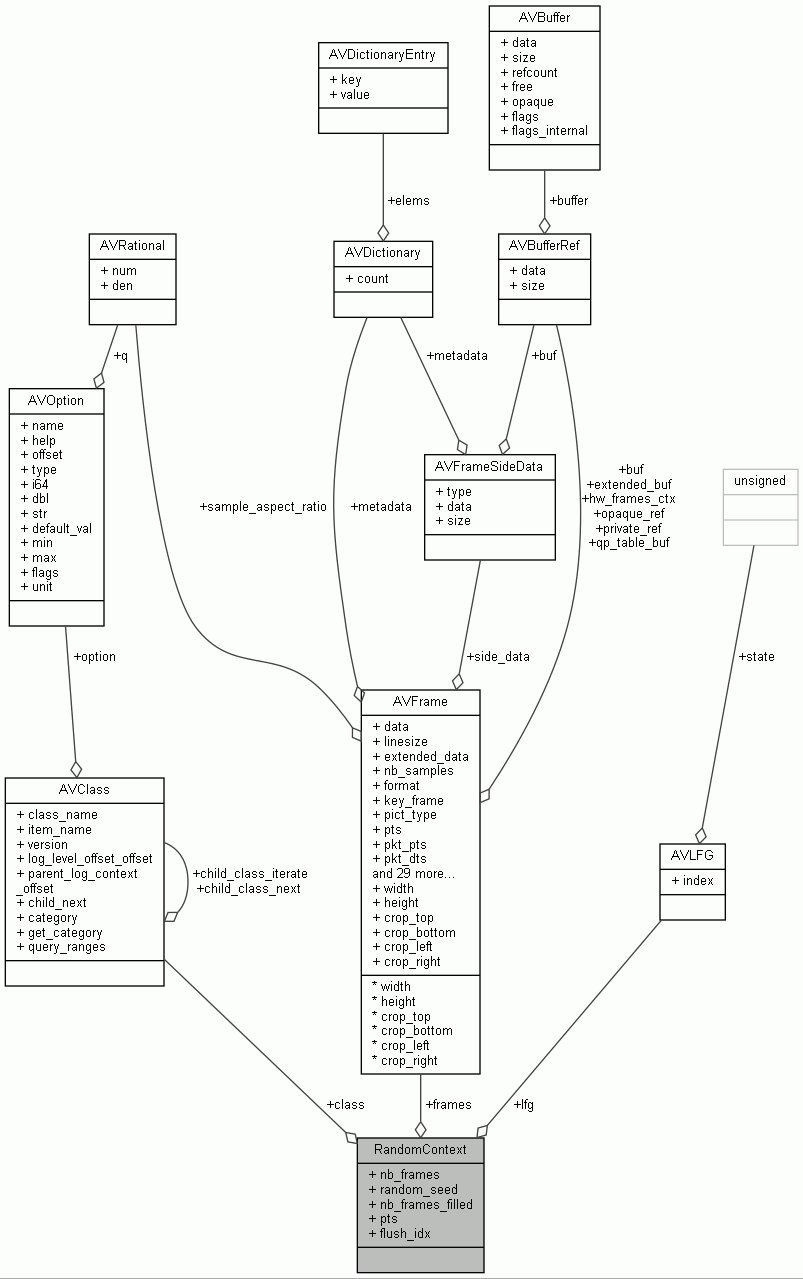 AVBuffer
+ data
+ size
+ refcount
+ free
+ opaque
+ flags
+ flags_internal
AVDictionaryEntry
+ key
+ value
+elems
+buffer
AVRational
+ num
+ den
AVDictionary
+ count
AVBufferRef
+ data
+ size
+q
+metadata
+buf
AVOption
+ name
+ help
+ offset
+ type
+ i64
+ dbl
+ str
+ default_val
+ min
+ max
+ flags
+ unit
+sample_aspect_ratio
+metadata
AVFrameSideData
+ type
+ data
+ size
+buf
+extended_buf
+hw_frames_ctx
+opaque_ref
+private_ref
+qp_table_buf
unsigned
+option
+side_data
+state
AVFrame
+ data
+ linesize
+ extended_data
+ nb_samples
+ format
+ key_frame
+ pict_type
+ pts
+ pkt_pts
+ pkt_dts
and 29 more...
+ width
+ height
+ crop_top
+ crop_bottom
+ crop_left
+ crop_right
* width
* height
* crop_top
* crop_bottom
* crop_left
* crop_right
AVClass
+ class_name
+ item_name
+ version
+ log_level_offset_offset
+ parent_log_context
_offset
+ child_next
+ category
+ get_category
+ query_ranges
+child_class_iterate
+child_class_next
AVLFG
+ index
+class
+frames
+lfg
RandomContext
+ nb_frames
+ random_seed
+ nb_frames_filled
+ pts
+ flush_idx